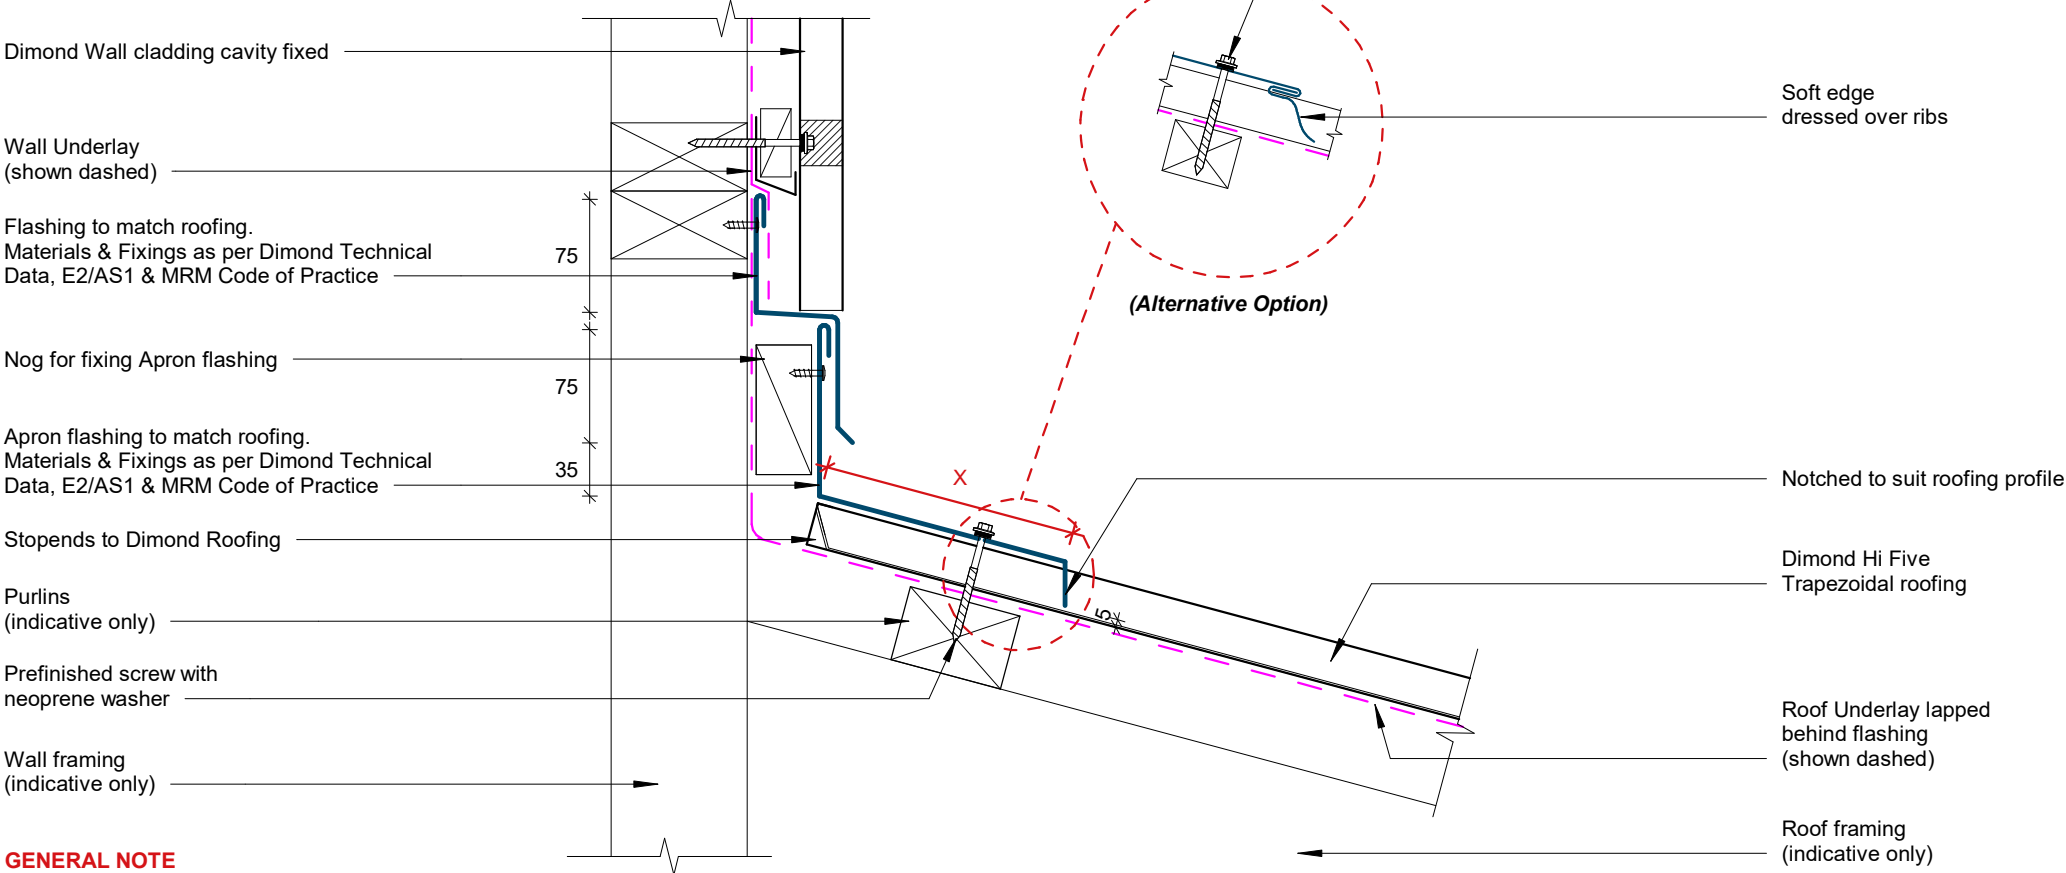 Dimond Wall cladding cavity fixed
Wall Underlay
(shown dashed)
Flashing to match roofing.
Materials & Fixings as per Dimond Technical
Data, E2/AS1 & MRM Code of Practice
Nog for fixing Apron flashing
Apron flashing to match roofing.
Materials & Fixings as per Dimond Technical
Data, E2/AS1 & MRM Code of Practice
Stopends to Dimond Roofing
Purlins
(indicative only)
Prefinished screw with
neoprene washer
Wall framing
(indicative only)
GENERAL NOTE
75
75
35
X
5
(Alternative Option)
Soft edge
dressed over ribs
Notched to suit roofing profile
Dimond Hi Five
Trapezoidal roofing
Roof Underlay lapped
behind flashing
(shown dashed)
Roof framing
(indicative only)